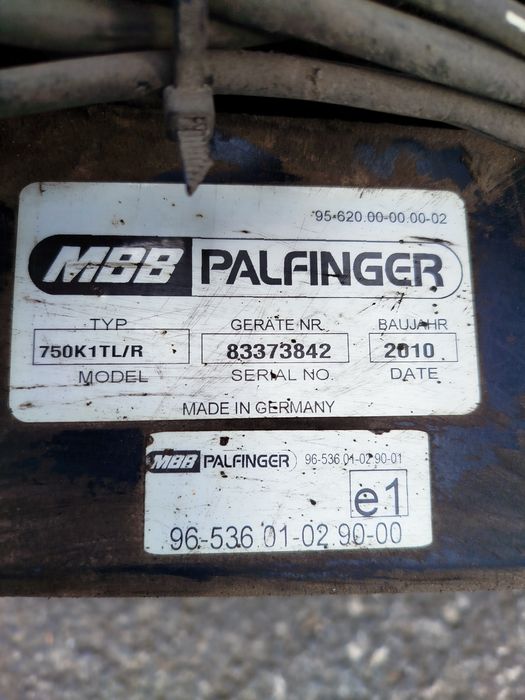 95-620.00-00.00-02
MBB PALFINGER
TYP GERÄTE NR. BAUJAHR
750K1TL/R 83373842 2010
MODEL SERIAL NO. DATE
MADE IN GERMANY
MBB PALFINGER 96-536.01-02.90-01
e1
96-536.01-02.90-00